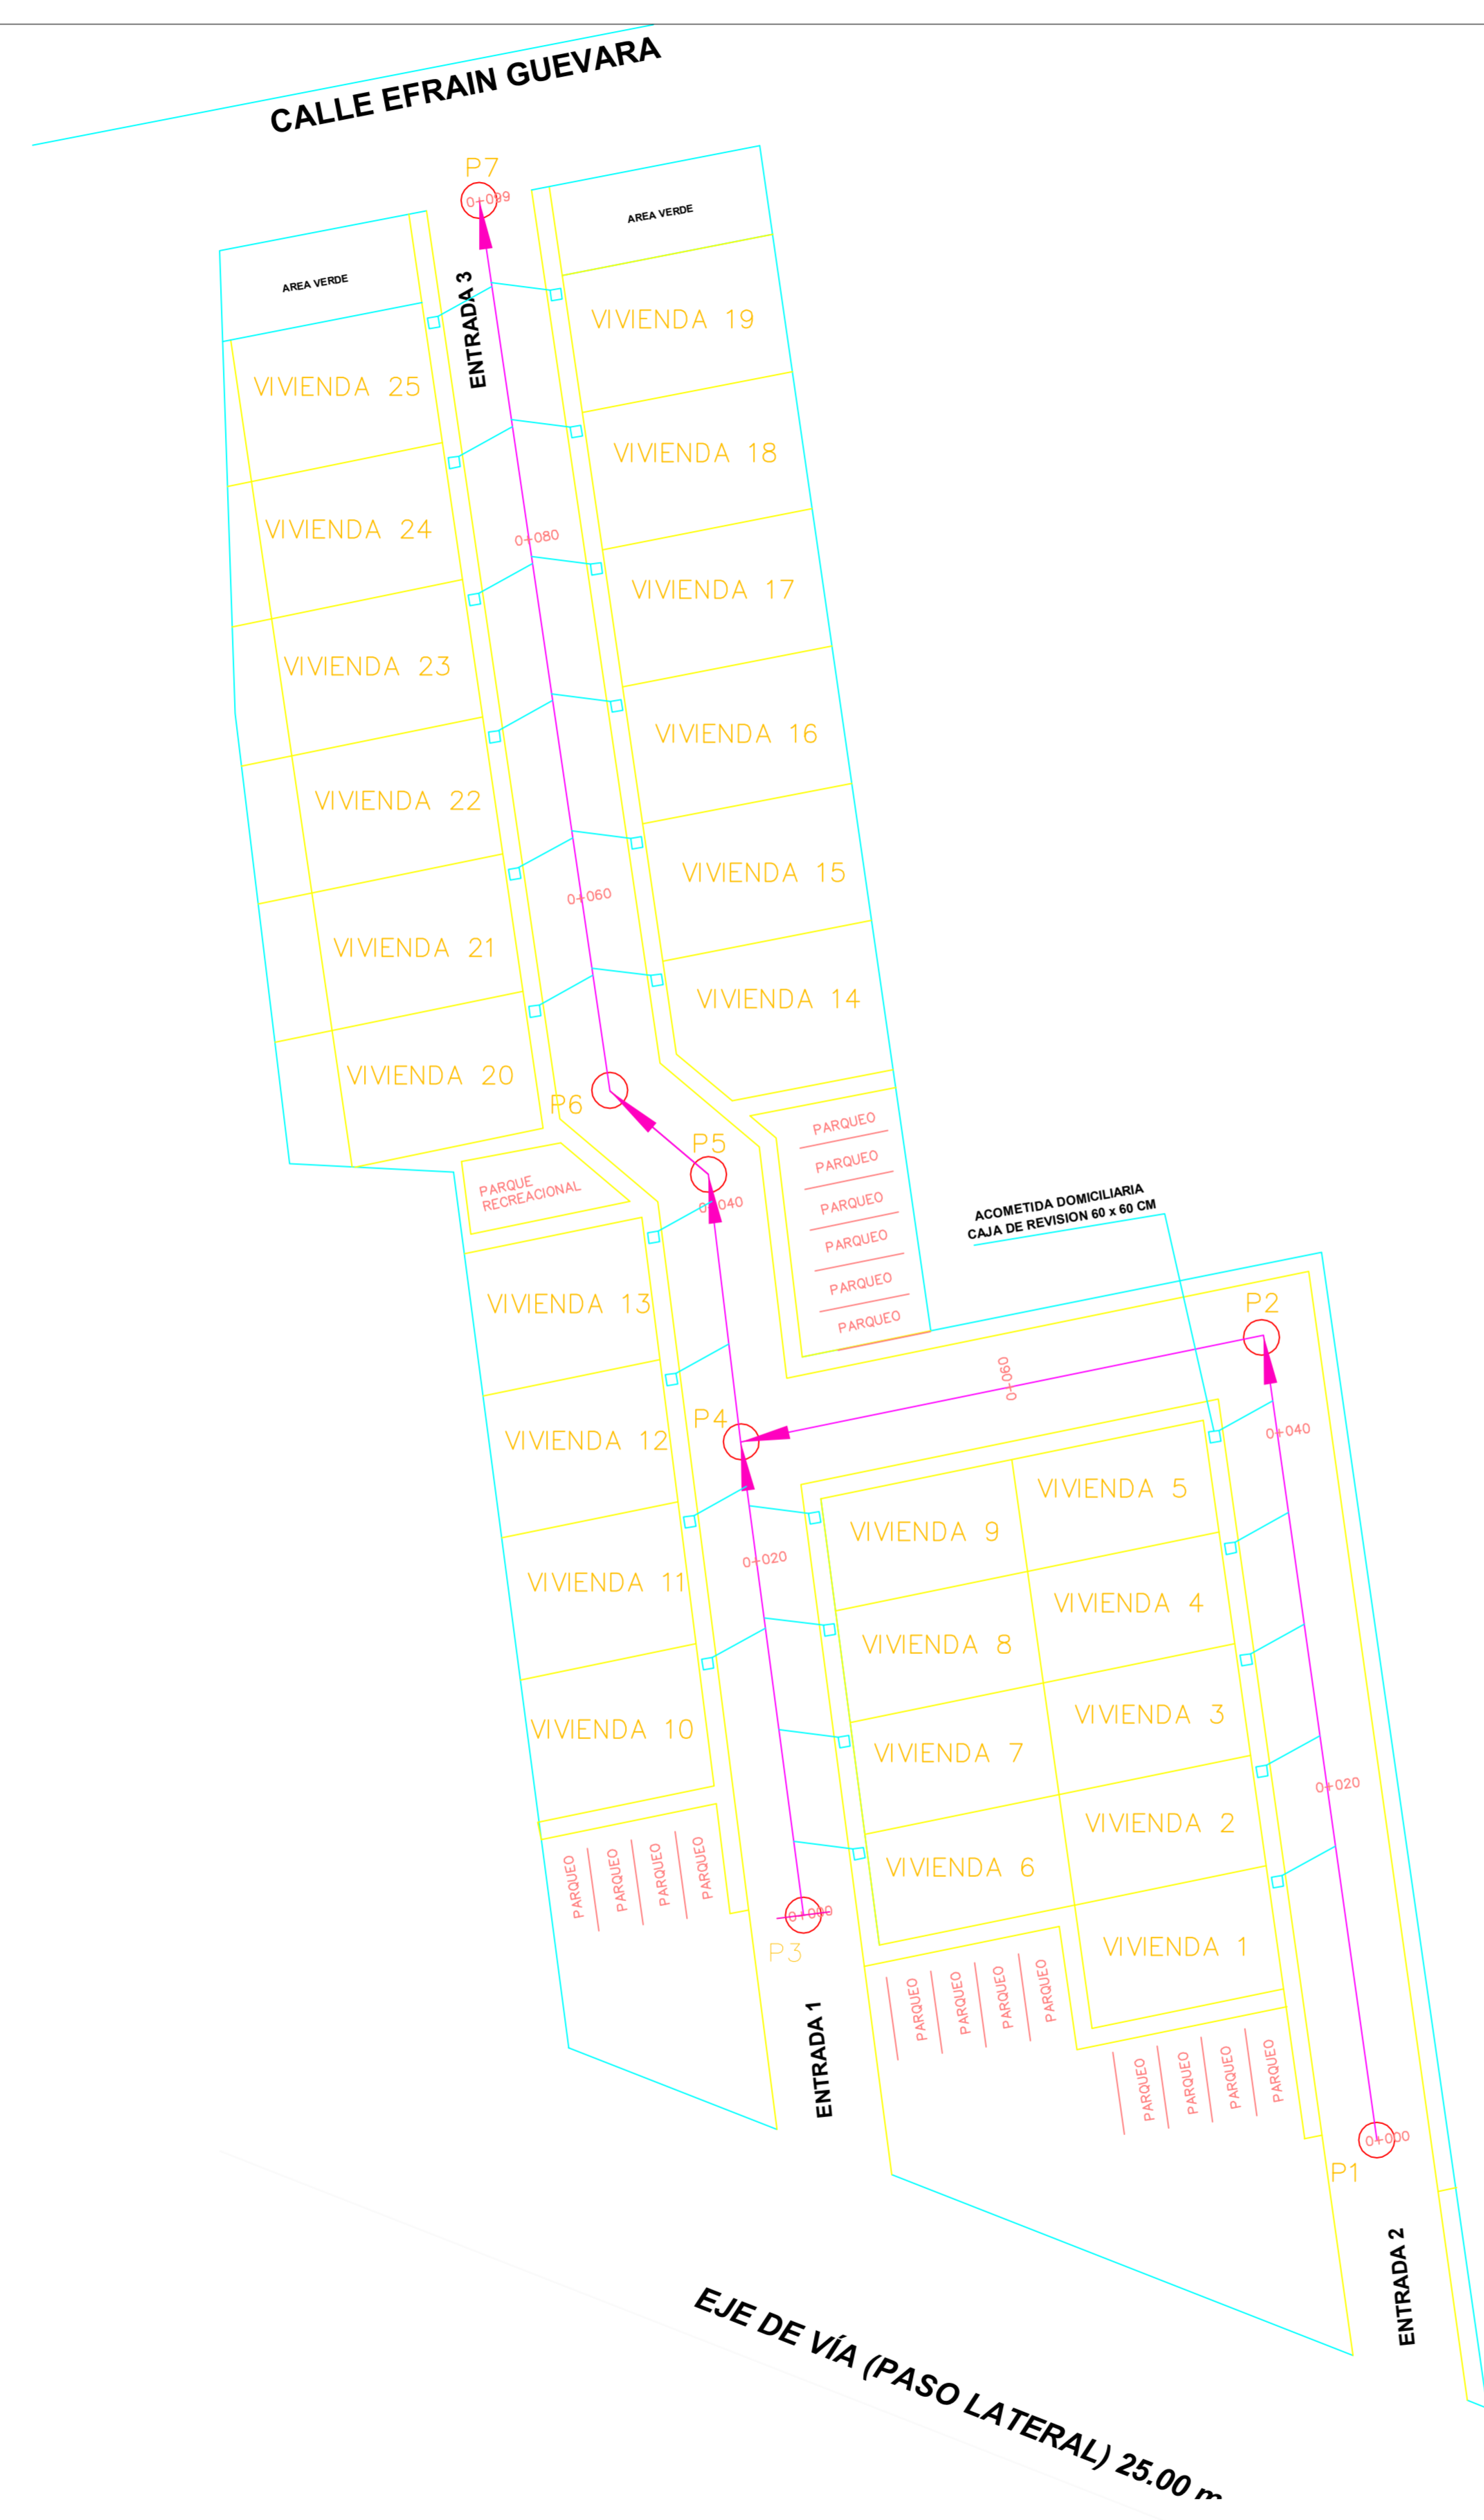 CALLE EFRAIN GUEVARA
P7
0+099
AREA VERDE
AREA VERDE
ENTRADA 3
VIVIENDA 19
VIVIENDA 25
VIVIENDA 18
VIVIENDA 24
0+080
VIVIENDA 17
VIVIENDA 23
VIVIENDA 16
VIVIENDA 22
VIVIENDA 15
0+060
VIVIENDA 21
VIVIENDA 14
VIVIENDA 20
P6
P5
PARQUEO
PARQUEO
PARQUEO
PARQUEO
PARQUEO
PARQUEO
PARQUE
RECREACIONAL
0+040
ACOMETIDA DOMICILIARIA
CAJA DE REVISION 60 x 60 CM
VIVIENDA 13
P2
0+060
P4
VIVIENDA 12
0+040
VIVIENDA 5
VIVIENDA 9
0+020
VIVIENDA 11
VIVIENDA 4
VIVIENDA 8
VIVIENDA 10
VIVIENDA 3
VIVIENDA 7
0+020
VIVIENDA 2
VIVIENDA 6
PARQUEO
PARQUEO
PARQUEO
PARQUEO
0+000
P3
VIVIENDA 1
PARQUEO
PARQUEO
PARQUEO
PARQUEO
ENTRADA 1
PARQUEO
PARQUEO
PARQUEO
PARQUEO
0+000
P1
ENTRADA 2
EJE DE VÍA (PASO LATERAL) 25.00 m